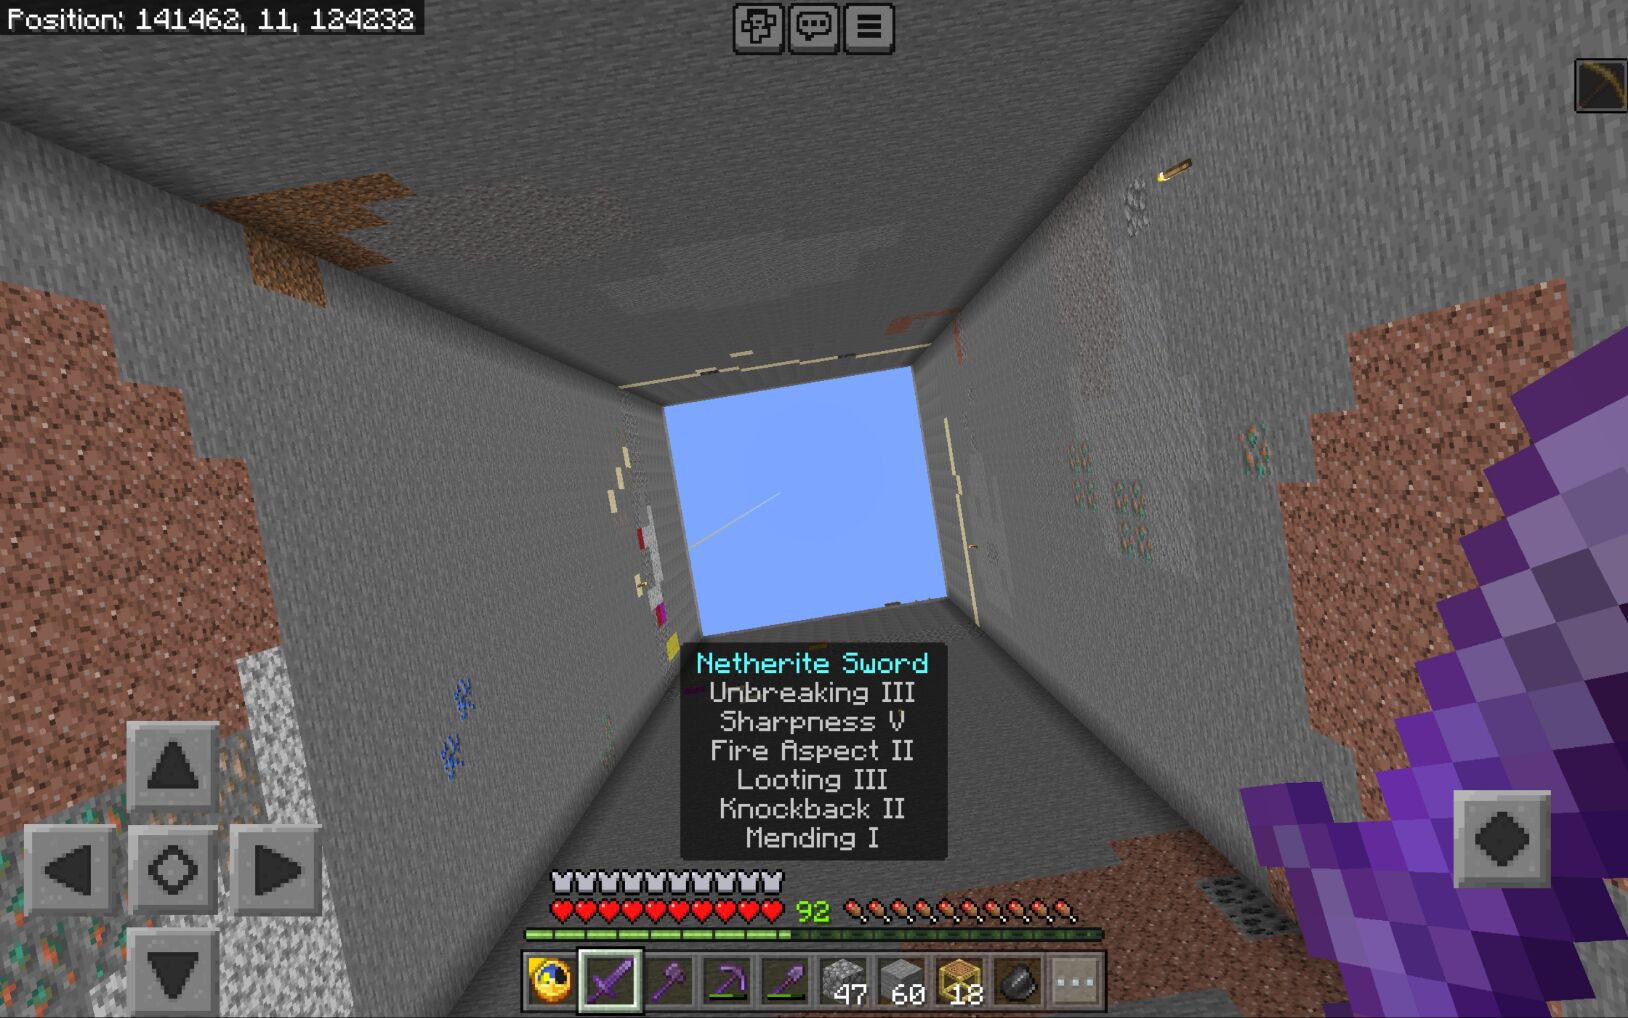 Position: 141462, 11, 124232
Netherite Sword
Unbreaking III
Sharpness V
Fire Aspect II
Looting III
Knockback II
Mending I
92
47
60
18